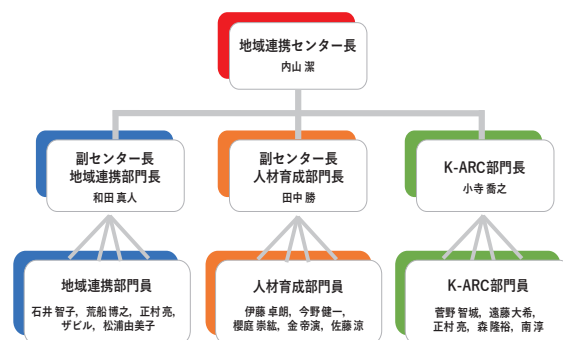 地域連携センター長
内山 潔
副センター長
地域連携部門長
和田 真人
副センター長
人材育成部門長
田中 勝
K-ARC部門長
小寺 喬之
地域連携部門員
石井 智子, 荒船 博之, 正村 亮,
ザビル, 松浦由美子
人材育成部門員
伊藤 卓朗, 今野 健一,
櫻庭 崇紘, 金 帝演, 佐藤 涼
K-ARC部門員
菅野 智城, 遠藤 大希,
正村 亮, 森 隆裕, 南 淳